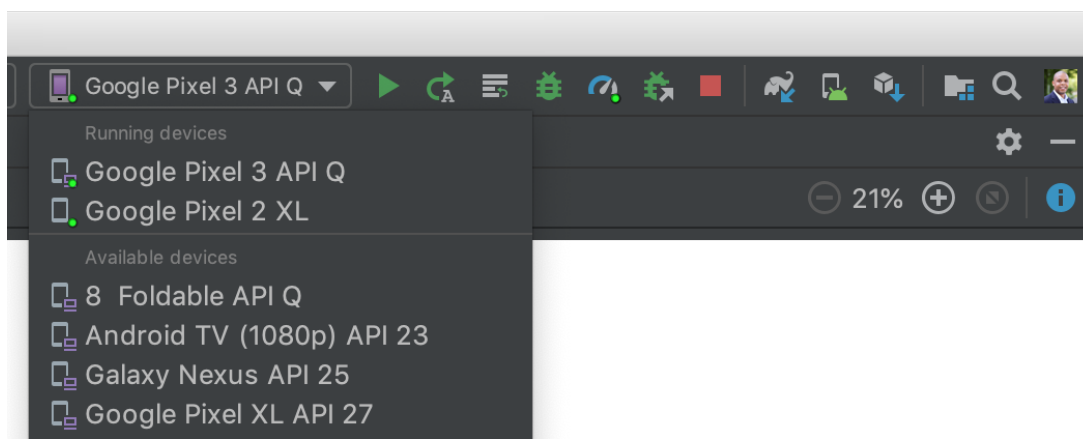 Google Pixel 3 API Q
A
Running devices
Google Pixel 3 API Q
Google Pixel 2 XL
21%
Available devices
8  Foldable API Q
Android TV (1080p) API 23
Galaxy Nexus API 25
Google Pixel XL API 27